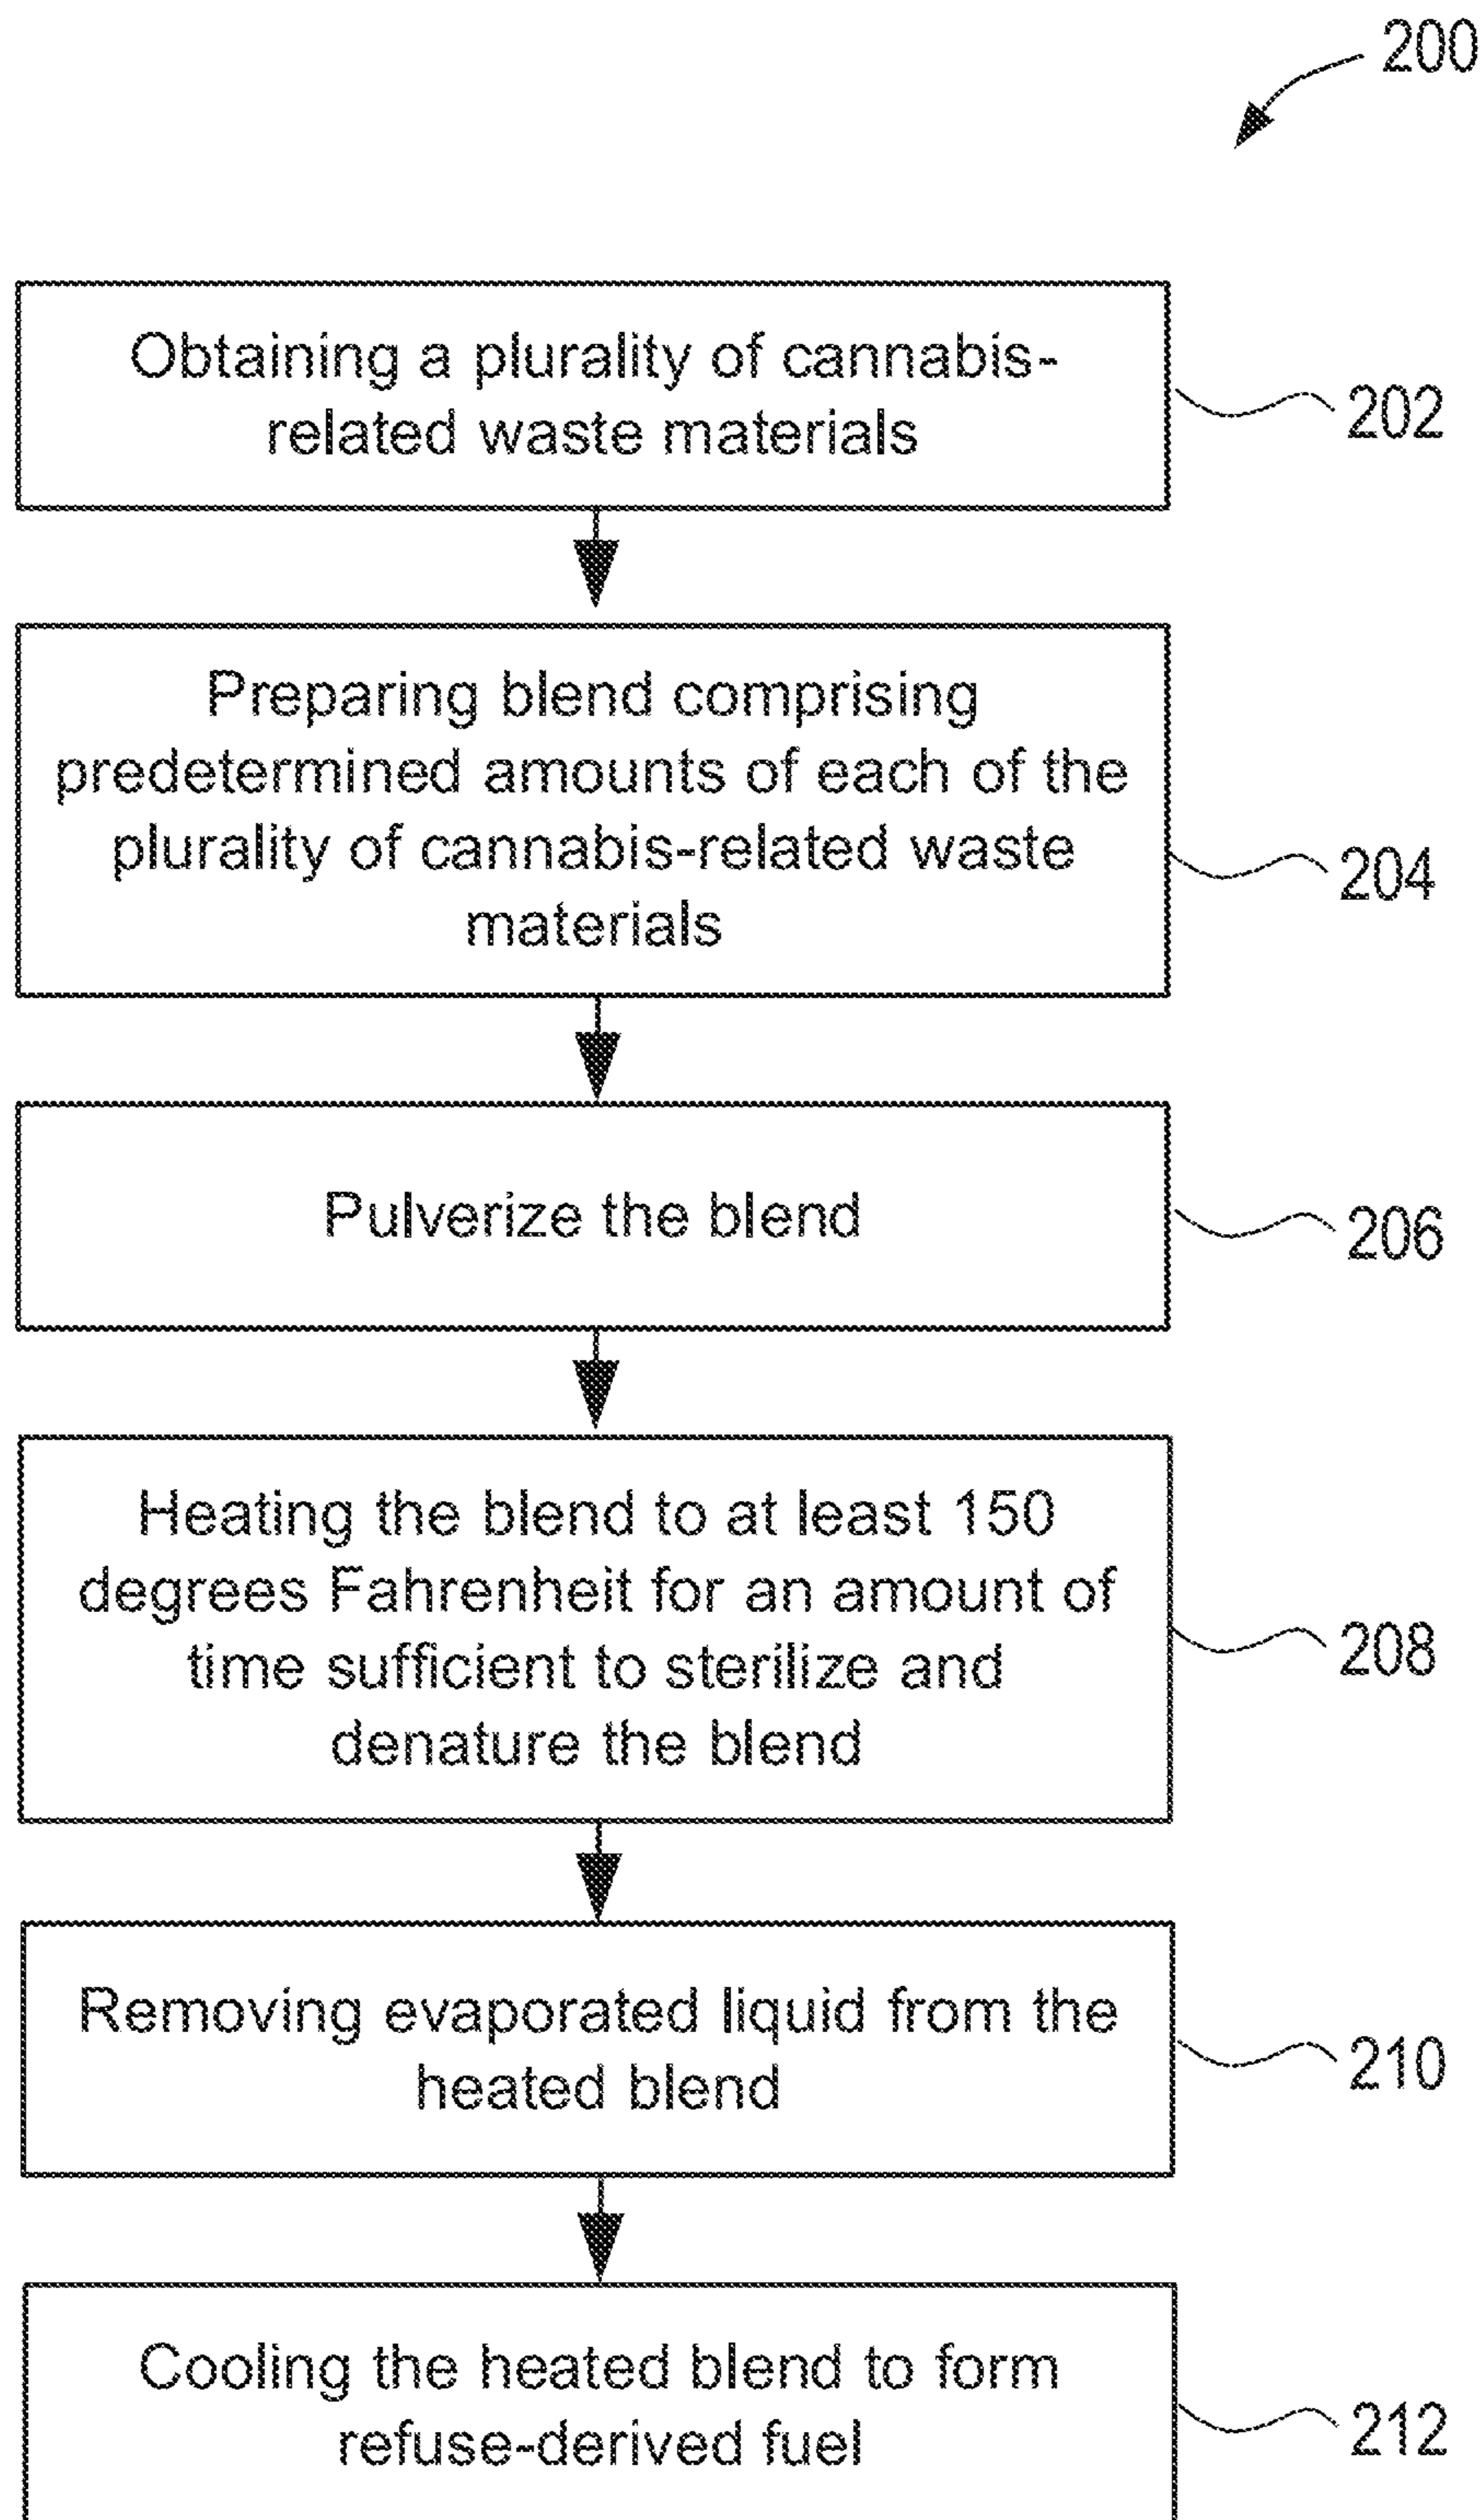 200
Obtaining a plurality of cannabis-
related waste materials
202
Preparing blend comprising
predetermined amounts of each of the
plurality of cannabis-related waste
materials
204
Pulverize the blend
206
Heating the blend to at least 150
degrees Fahrenheit for an amount of
time sufficient to sterilize and
denature the blend
208
Removing evaporated liquid from the
heated blend
210
Cooling the heated blend to form
refuse-derived fuel
212